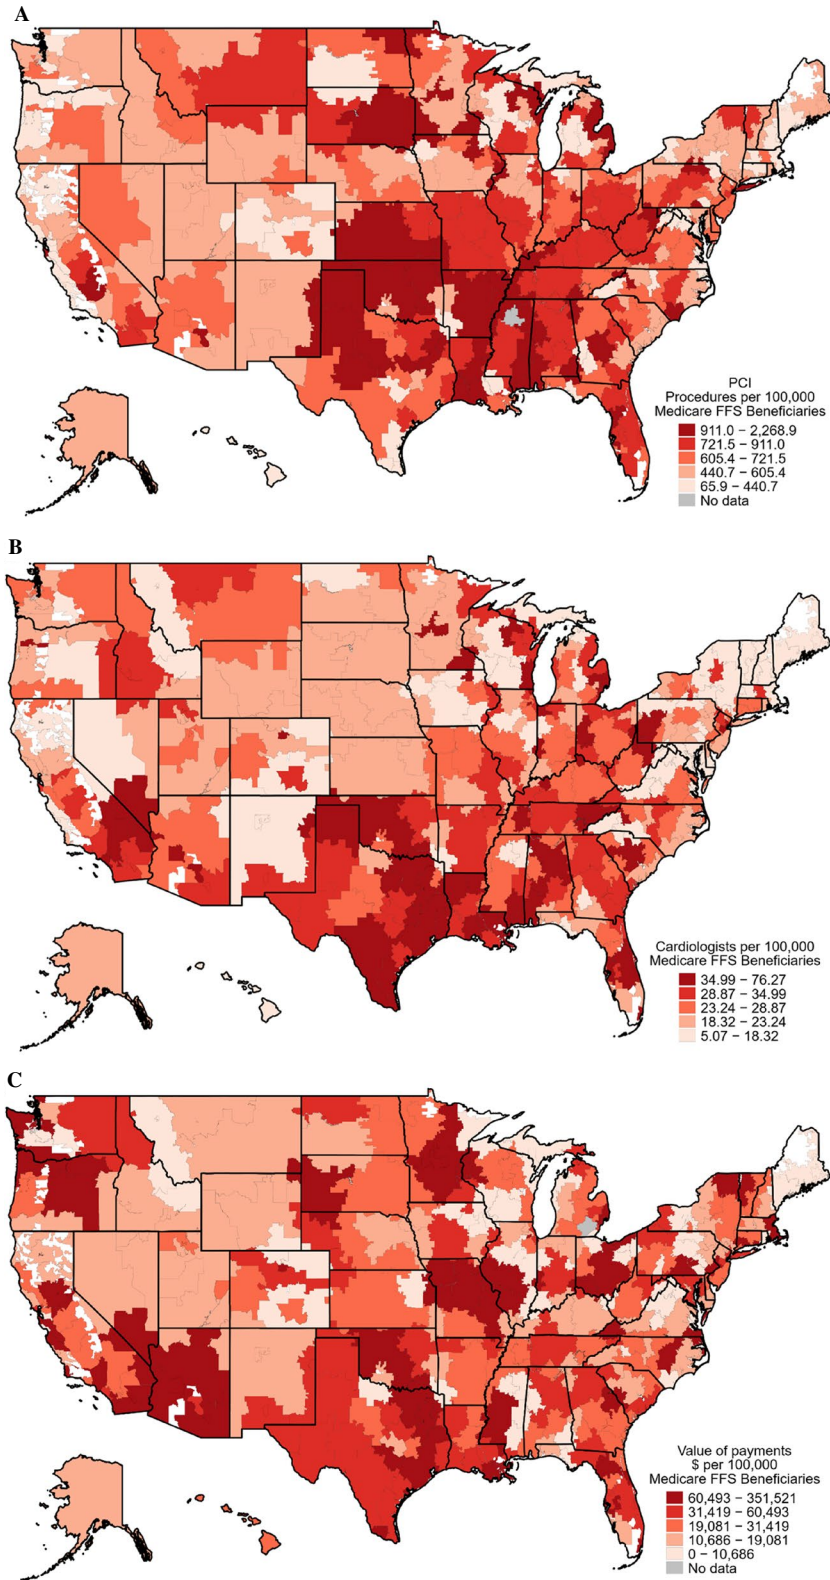 A
PCI
Procedures per 100,000
Medicare FFS Beneficiaries
911.0 – 2,268.9
721.5 – 911.0
605.4 – 721.5
440.7 – 605.4
65.9 – 440.7
No data
B
Cardiologists per 100,000
Medicare FFS Beneficiaries
34.99 – 76.27
28.87 – 34.99
23.24 – 28.87
18.32 – 23.24
5.07 – 18.32
C
Value of payments
$ per 100,000
Medicare FFS Beneficiaries
60,493 – 351,521
31,419 – 60,493
19,081 – 31,419
10,686 – 19,081
0 – 10,686
No data